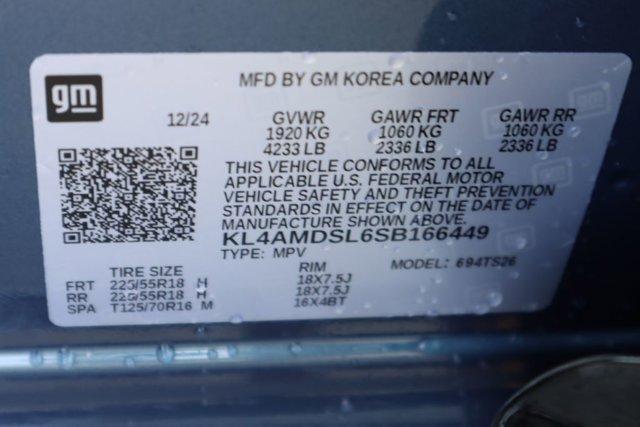 gm
MFD BY GM KOREA COMPANY
12/24 GVWR GAWR FRT GAWR RR
1920 KG 1060 KG 1060 KG
4233 LB 2336 LB 2336 LB
THIS VEHICLE CONFORMS TO ALL
APPLICABLE U.S. FEDERAL MOTOR
VEHICLE SAFETY AND THEFT PREVENTION
STANDARDS IN EFFECT ON THE DATE OF
MANUFACTURE SHOWN ABOVE.
KL4AMDSL6SB166449
TYPE: MPV MODEL: 694TS26
TIRE SIZE RIM
FRT 225/55R18 H 18X7.5J
RR 225/55R18 H 18X7.5J
SPA T125/70R16 M 16X4BT